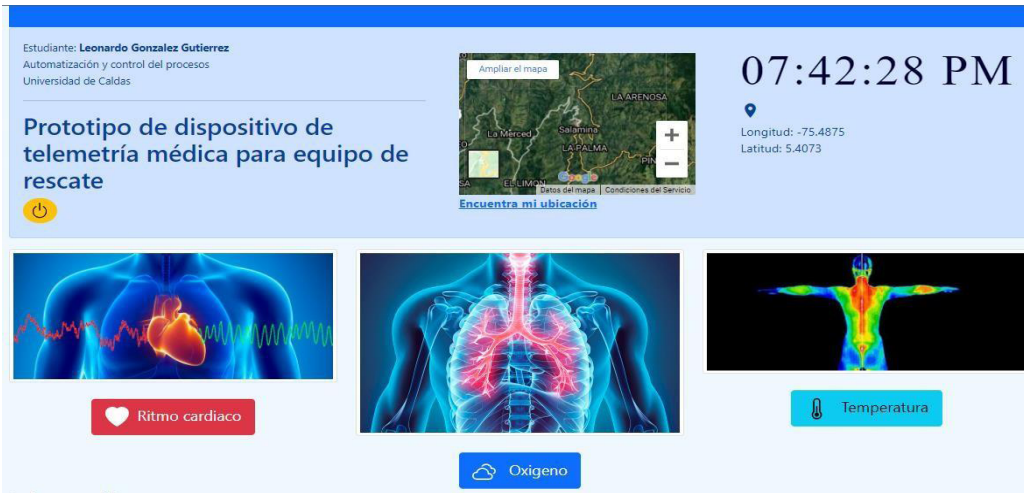 Estudiante: Leonardo Gonzalez Gutierrez
Automatización y control del procesos
Universidad de Caldas
Prototipo de dispositivo de
telemetría médica para equipo de
rescate
Ampliar el mapa
LA ARENOSA
La Merced
Salamina
LA PALMA
EL LIMON
Google
Datos del mapa
Condiciones del Servicio
Encuentra mi ubicación
07:42:28 PM
Longitud: -75.4875
Latitud: 5.4073
Ritmo cardiaco
Oxigeno
Temperatura